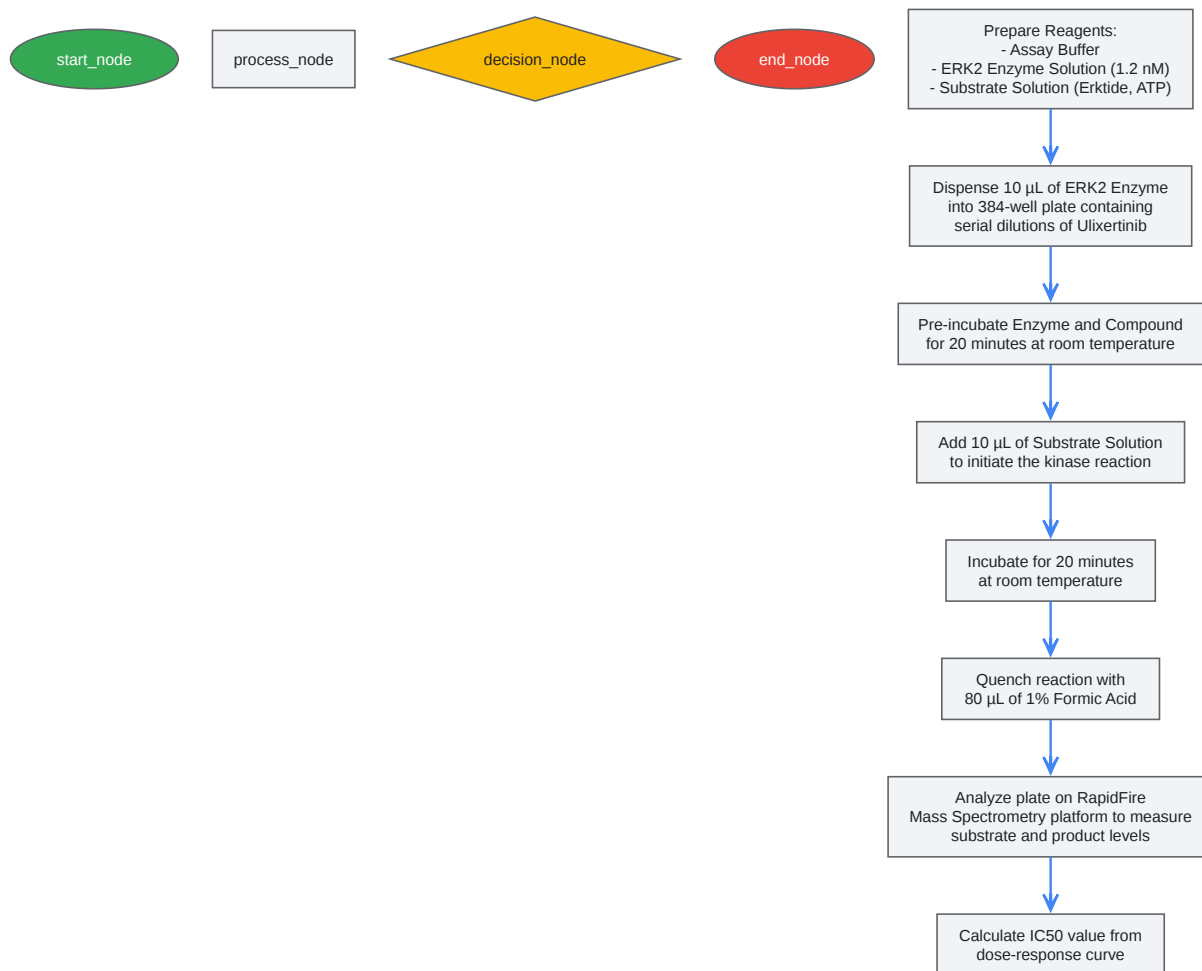 start_node
process_node
decision_node
end_node
Prepare Reagents:
- Assay Buffer
- ERK2 Enzyme Solution (1.2 nM)
- Substrate Solution (Erktide, ATP)
Dispense 10 µL of ERK2 Enzyme
into 384-well plate containing
serial dilutions of Ulixertinib
Pre-incubate Enzyme and Compound
for 20 minutes at room temperature
Add 10 µL of Substrate Solution
to initiate the kinase reaction
Incubate for 20 minutes
at room temperature
Quench reaction with
80 µL of 1% Formic Acid
Analyze plate on RapidFire
Mass Spectrometry platform to measure
substrate and product levels
Calculate IC50 value from
dose-response curve